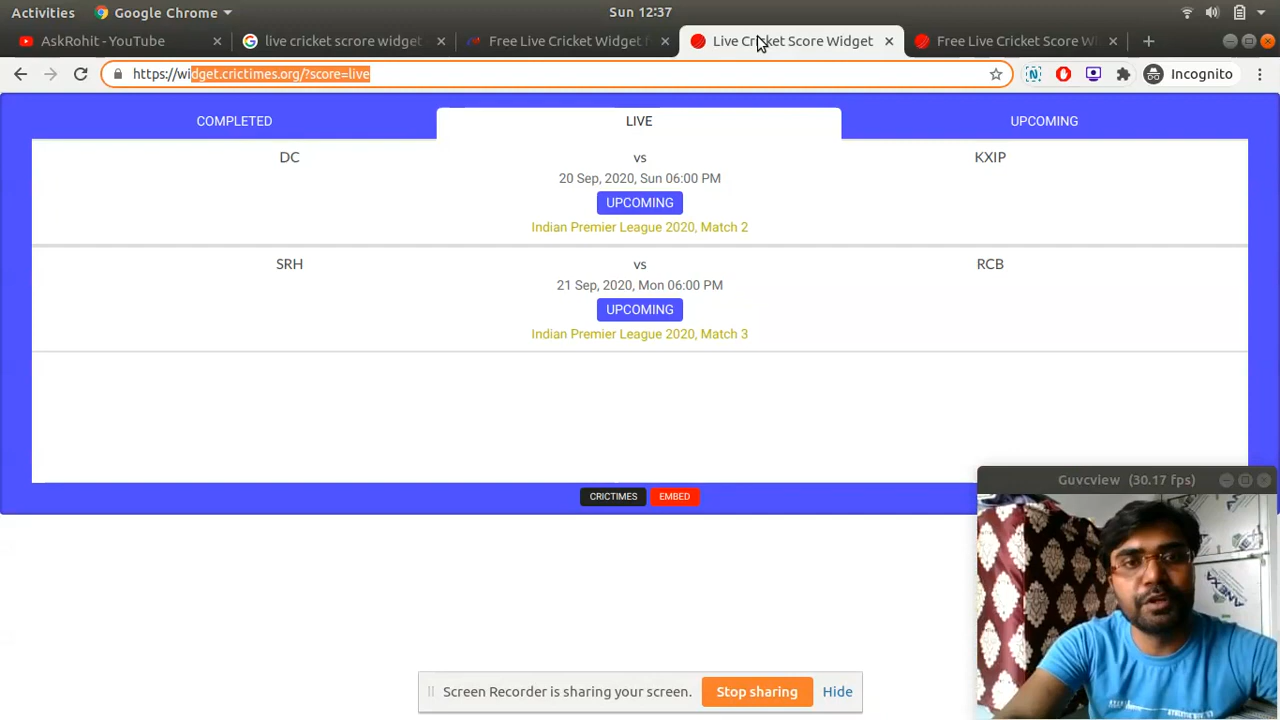 Activities Google Chrome Sun 12:37
AskRohit - YouTube
live cricket scrore widget
Free Live Cricket Widget f
Live Cricket Score Widget
Free Live Cricket Score Wi
https://widget.crictimes.org/?score=live
Incognito
COMPLETED LIVE UPCOMING
DC vs KXIP
20 Sep, 2020, Sun 06:00 PM
UPCOMING
Indian Premier League 2020, Match 2
SRH vs RCB
21 Sep, 2020, Mon 06:00 PM
UPCOMING
Indian Premier League 2020, Match 3
CRICTIMES EMBED
Guvcview (30.17 fps)
Screen Recorder is sharing your screen. Stop sharing Hide